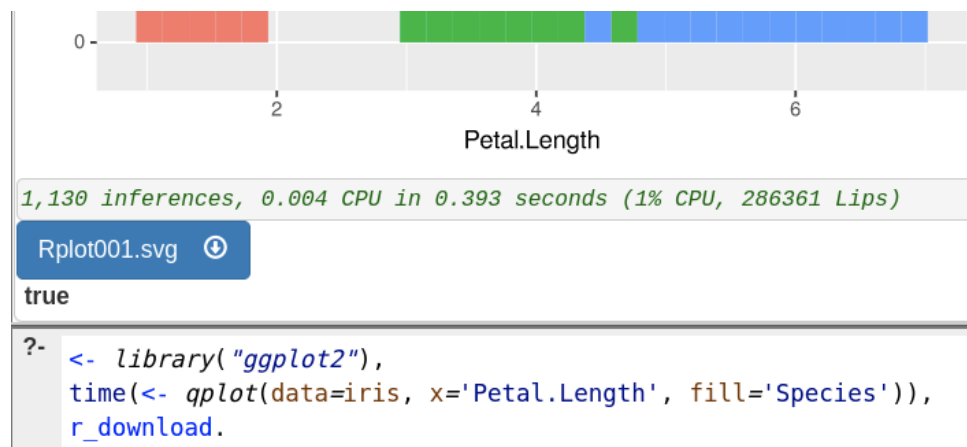 0
2 4 6
Petal.Length
1,130 inferences, 0.004 CPU in 0.393 seconds (1% CPU, 286361 Lips)
Rplot001.svg
true
?- <- library("ggplot2"),
time(<- qplot(data=iris, x='Petal.Length', fill='Species')),
r_download.